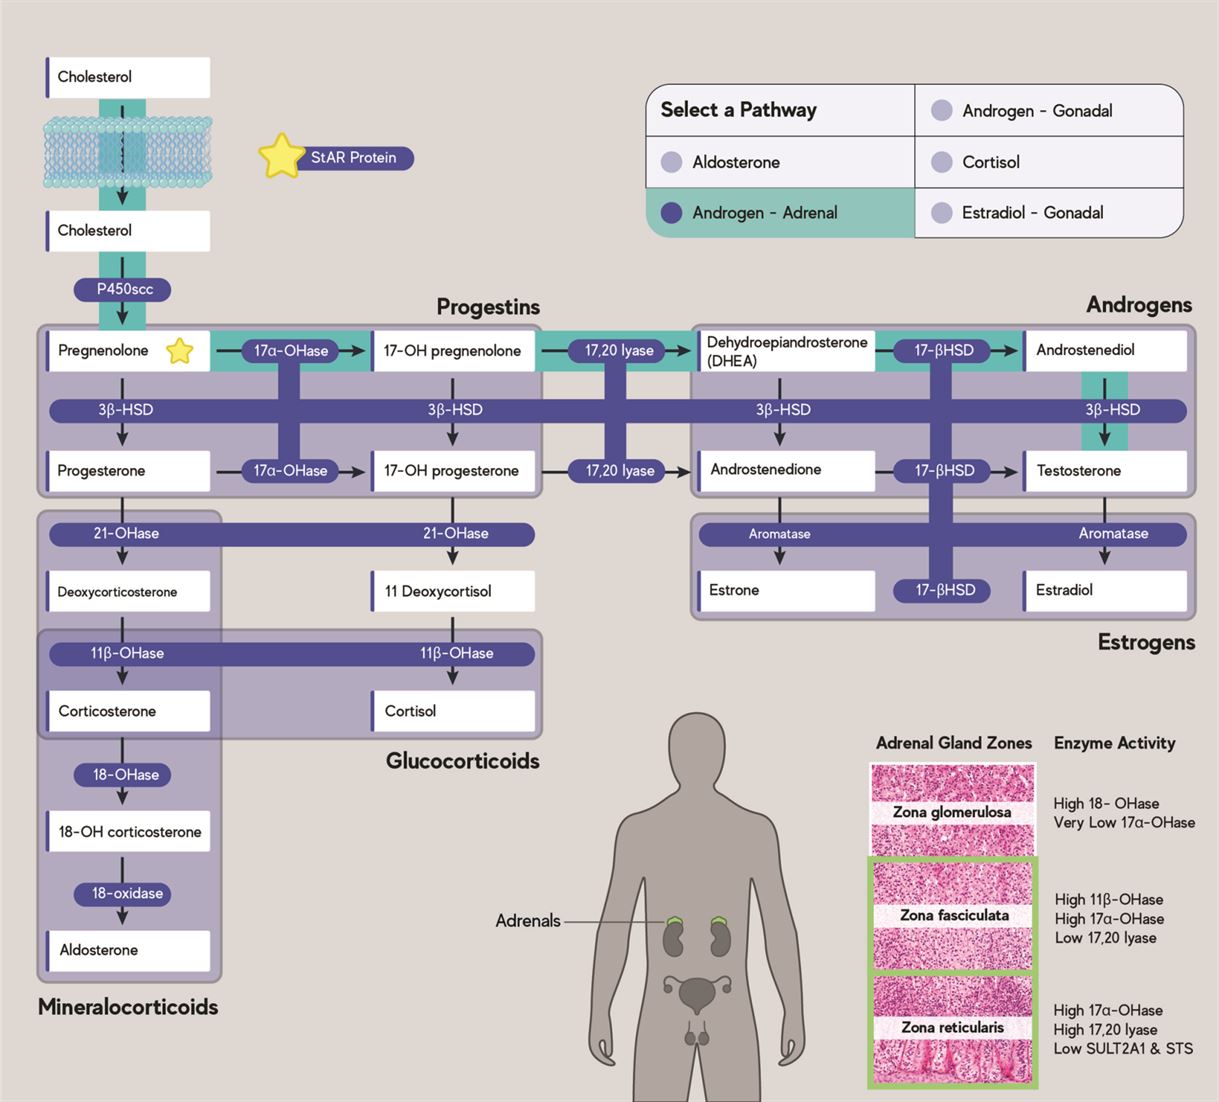 Cholesterol
StAR Protein
Cholesterol
P450scc
Select a Pathway
Androgen - Gonadal
Aldosterone
Cortisol
Androgen - Adrenal
Estradiol - Gonadal
Progestins
Androgens
Pregnenolone
17α-OHase
17-OH pregnenolone
17,20 lyase
Dehydroepiandrosterone
(DHEA)
17-βHSD
Androstenediol
3β-HSD
3β-HSD
3β-HSD
3β-HSD
Progesterone
17α-OHase
17-OH progesterone
17,20 lyase
Androstenedione
17-βHSD
Testosterone
21-OHase
21-OHase
Aromatase
Aromatase
Deoxycorticosterone
11 Deoxycortisol
Estrone
17-βHSD
Estradiol
Estrogens
11β-OHase
11β-OHase
Corticosterone
Cortisol
Glucocorticoids
18-OHase
18-OH corticosterone
18-oxidase
Aldosterone
Mineralocorticoids
Adrenals
Adrenal Gland Zones
Enzyme Activity
Zona glomerulosa
High 18- OHase
Very Low 17α-OHase
Zona fasciculata
High 11β-OHase
High 17α-OHase
Low 17,20 lyase
Zona reticularis
High 17α-OHase
High 17,20 lyase
Low SULT2A1 & STS